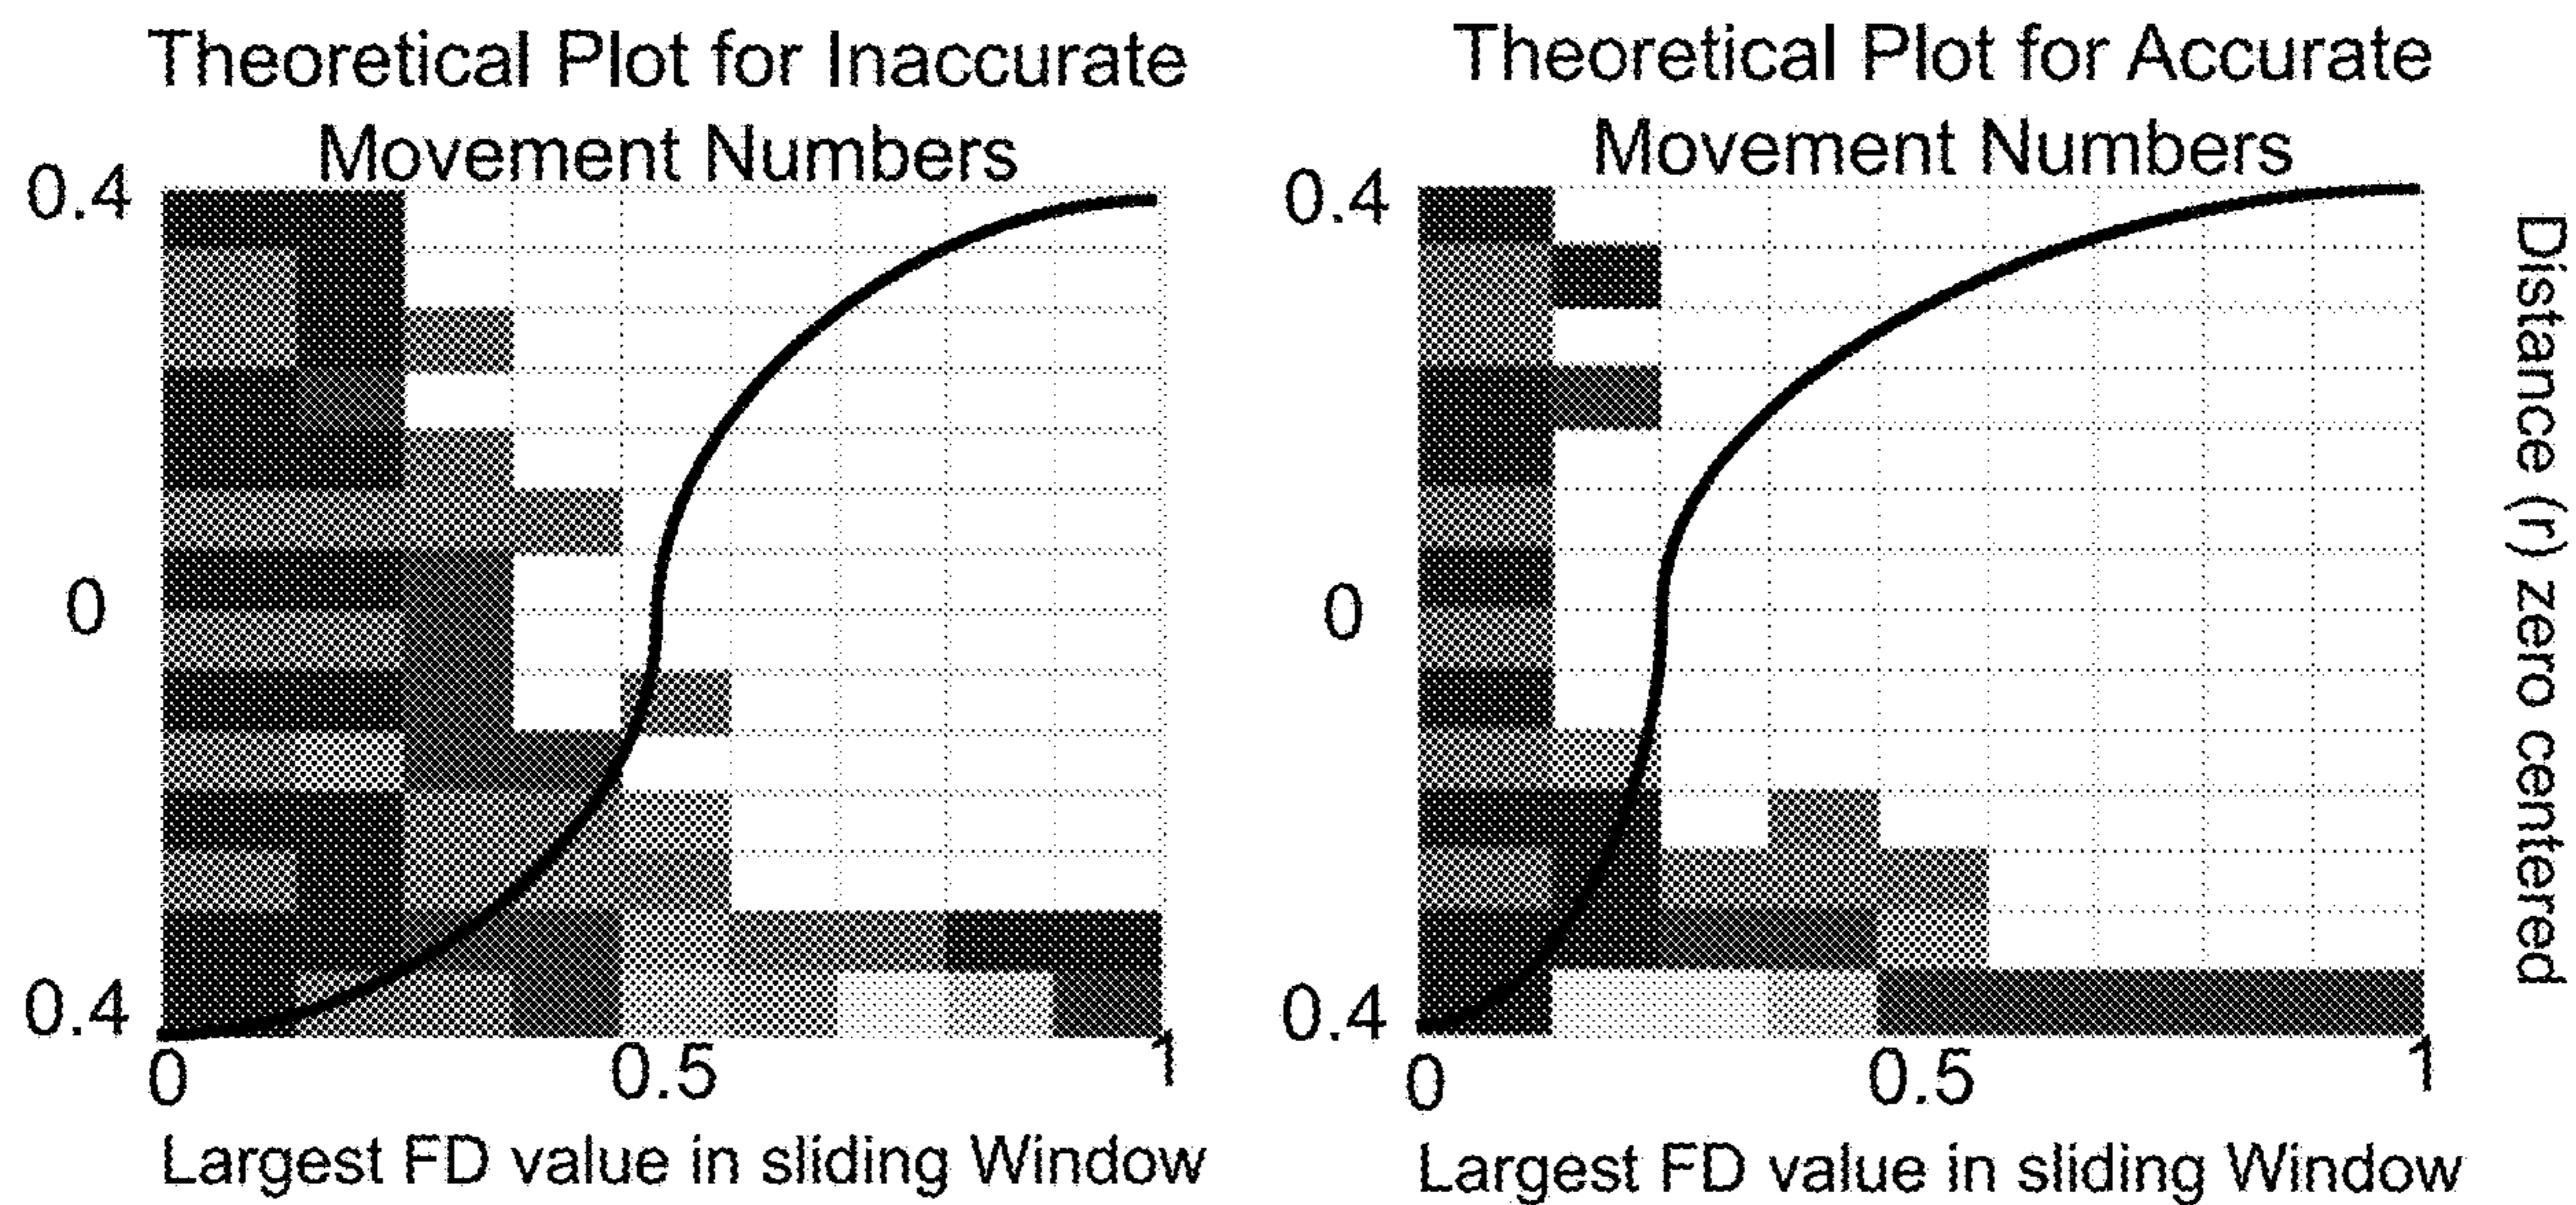 Theoretical Plot for Inaccurate
Movement Numbers
0.4
0
0.4
0
0.5
1
Largest FD value in sliding Window
Theoretical Plot for Accurate
Movement Numbers
0.4
0
0.4
0
0.5
1
Largest FD value in sliding Window
Distance (r) zero centered